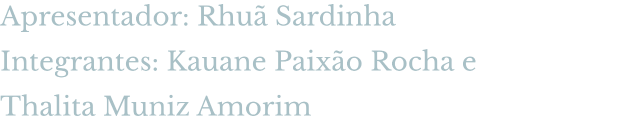 Apresentador: Rhuã Sardinha
Integrantes: Kauane Paixão Rocha e
Thalita Muniz Amorim